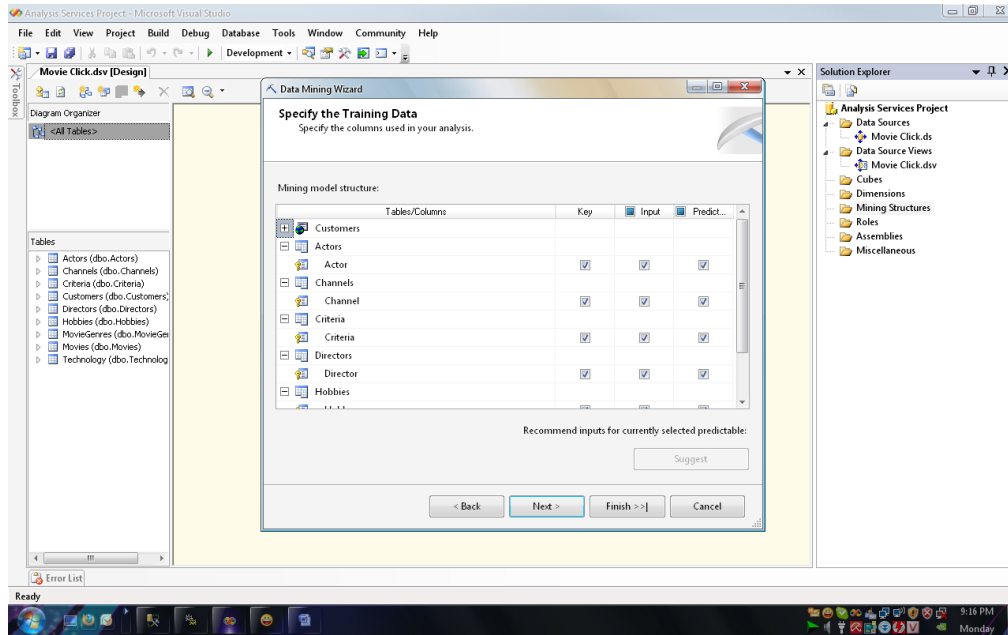 Analysis Services Project - Microsoft Visual Studio
File Edit View Project Build Debug Database Tools Window Community Help
Development
Toolbox
Movie Click.dsv [Design]
Diagram Organizer
<All Tables>
Tables
Actors (dbo.Actors)
Channels (dbo.Channels)
Criteria (dbo.Criteria)
Customers (dbo.Customers)
Directors (dbo.Directors)
Hobbies (dbo.Hobbies)
MovieGenres (dbo.MovieGer
Movies (dbo.Movies)
Technology (dbo.Technolog
Data Mining Wizard
Specify the Training Data
Specify the columns used in your analysis.
Mining model structure:
Tables/Columns Key Input Predict...
Customers
Actors
Actor
Channels
Channel
Criteria
Criteria
Directors
Director
Hobbies
Recommend inputs for currently selected predictable:
Suggest
< Back Next > Finish >>| Cancel
Solution Explorer
Analysis Services Project
Data Sources
Movie Click.ds
Data Source Views
Movie Click.dsv
Cubes
Dimensions
Mining Structures
Roles
Assemblies
Miscellaneous
Error List
Ready
9:16 PM
Monday